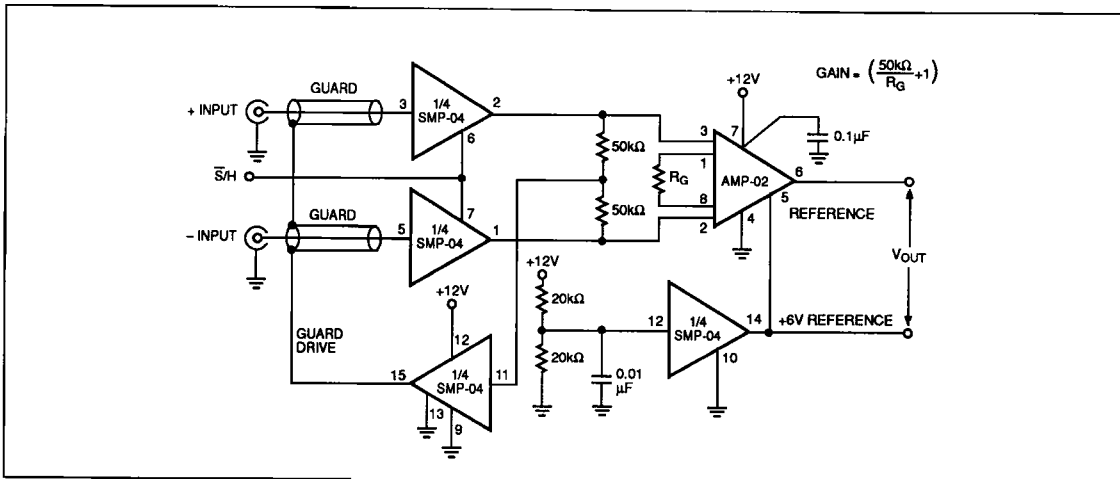 GAIN = (50kΩ/RG +1)
+12V
GUARD
+ INPUT
3
1/4
SMP-04
2
6
7
0.1µF
3
1
50kΩ
RG
AMP-02
6
S̅/H
50kΩ
8
2
4
5
REFERENCE
GUARD
7
– INPUT
5
1/4
SMP-04
1
VOUT
+12V
+12V
20kΩ
12
1/4
SMP-04
14
+6V REFERENCE
10
20kΩ
0.01
µF
GUARD
DRIVE
12
15
1/4
SMP-04
11
13
9